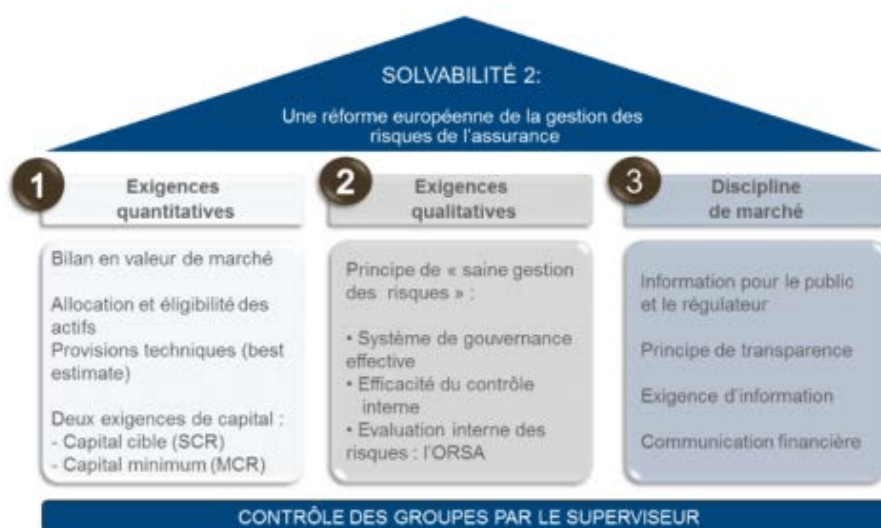 SOLVABILITÉ 2:
Une réforme européenne de la gestion des
risques de l'assurance
1
Exigences
quantitatives
Bilan en valeur de marché
Allocation et éligibilité des
actifs
Provisions techniques (best
estimate)
Deux exigences de capital :
- Capital cible (SCR)
- Capital minimum (MCR)
2
Exigences
qualitatives
Principe de « saine gestion
des risques » :
• Système de gouvernance
effective
• Efficacité du contrôle
interne
• Evaluation interne des
risques : l'ORSA
3
Discipline
de marché
Information pour le public
et le régulateur
Principe de transparence
Exigence d'information
Communication financière
CONTRÔLE DES GROUPES PAR LE SUPERVISEUR